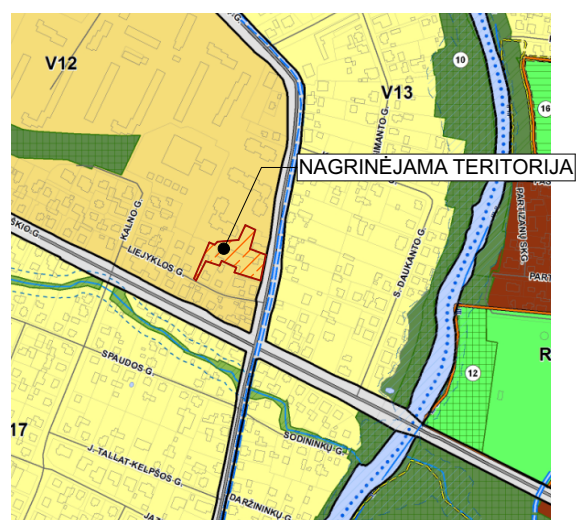 V12
10
V13
16
NAGRINĖJAMA TERITORIJA
PARTIZANŲ SKG.
KALNO G.
LIEJYKLOS G.
S. DAUKANTO G.
SPAUDOS G.
R
12
17
SODININKŲ G.
J. TALLAT-KELPŠOS G.
DARŽININKŲ G.